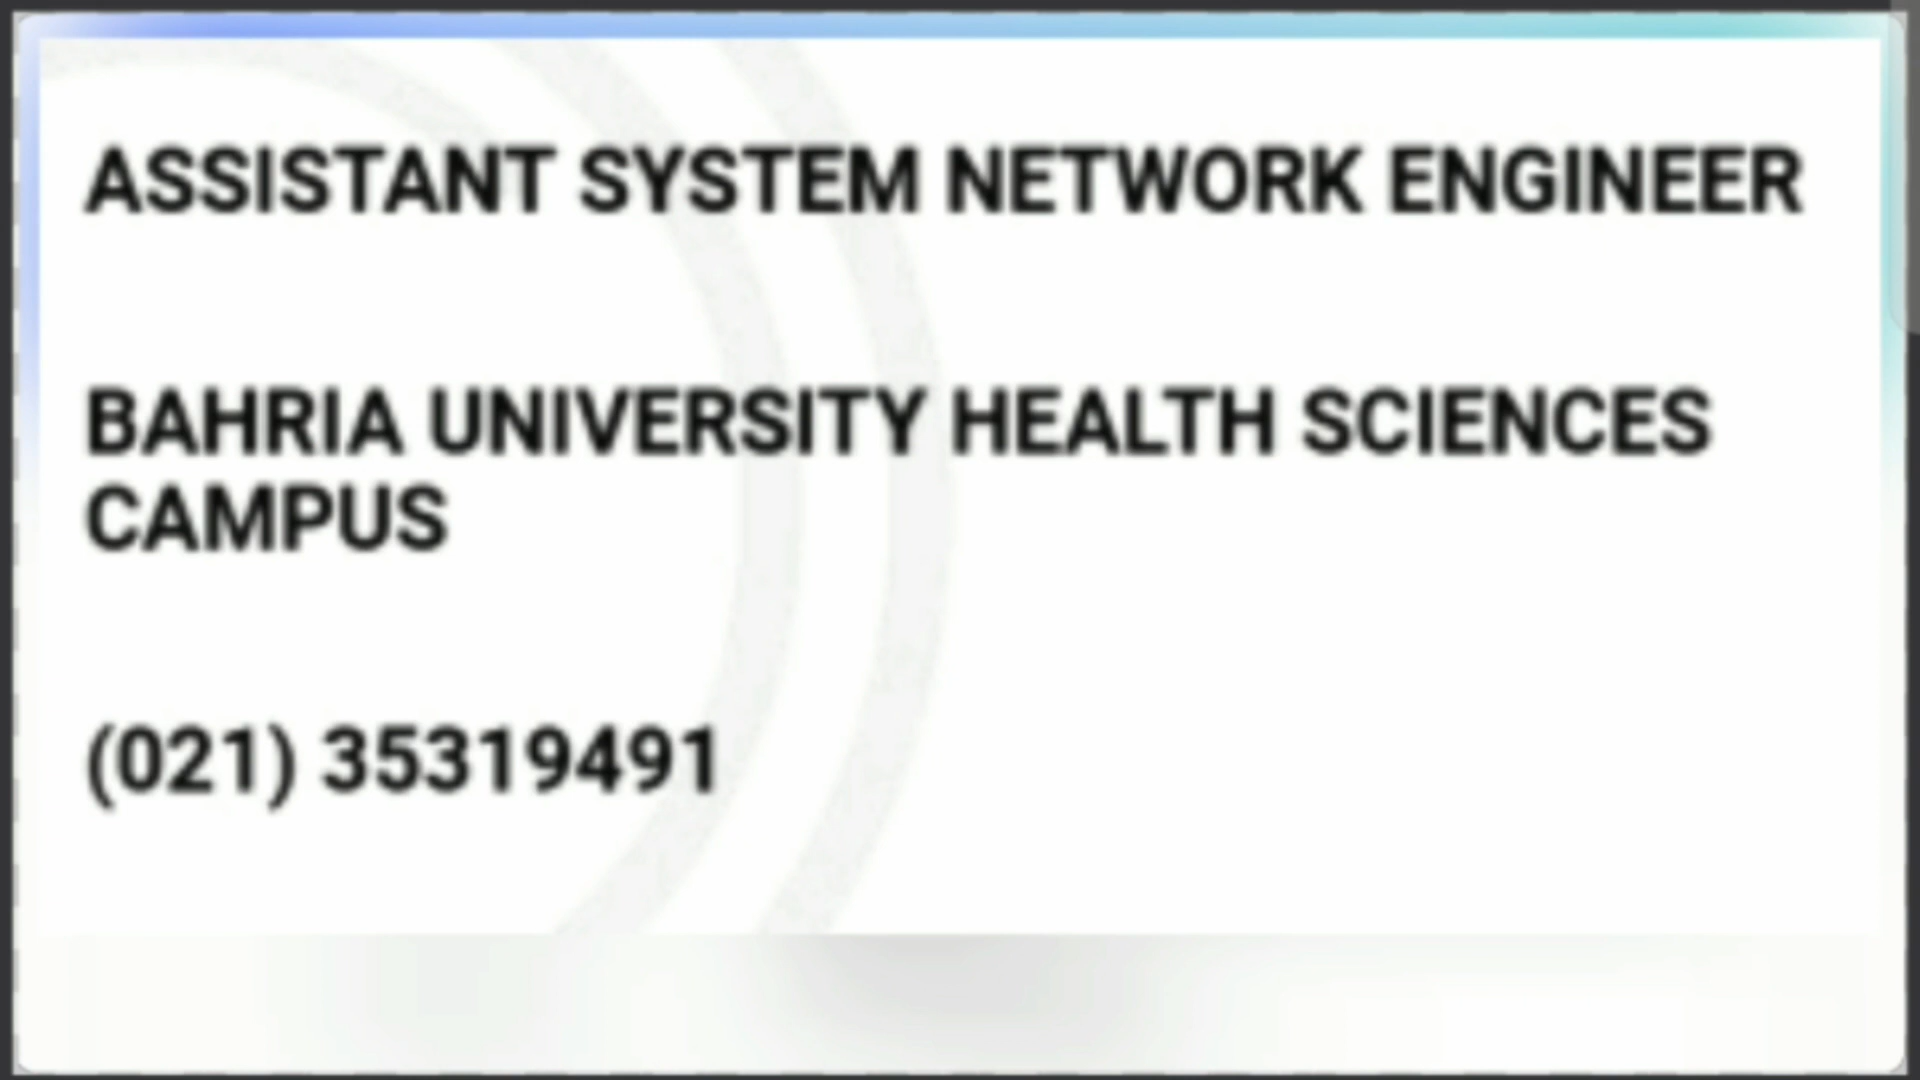 ASSISTANT SYSTEM NETWORK ENGINEER
BAHRIA UNIVERSITY HEALTH SCIENCES
CAMPUS
(021) 35319491